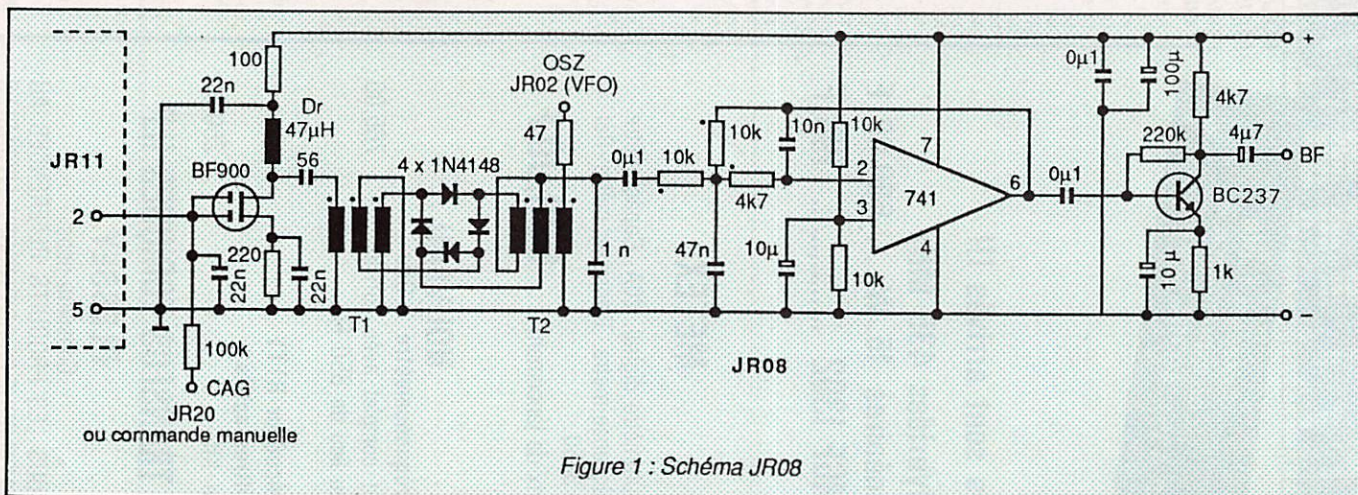 100
22n
Dr
47µH
JR11
BF900
56
2
220
22n
22n
5
100k
CAG
JR20
ou commande manuelle
T1
4 x 1N4148
T2
OSZ
JR02 (VFO)
47
0µ1
10k
1 n
10k
4k7
47n
10n
10k
10µ
10k
2
3
741
7
4
6
0µ1
0µ1
100µ
4k7
220k
4µ7
BF
BC237
10 µ
1k
+
–
JR08
Figure 1 : Schéma JR08